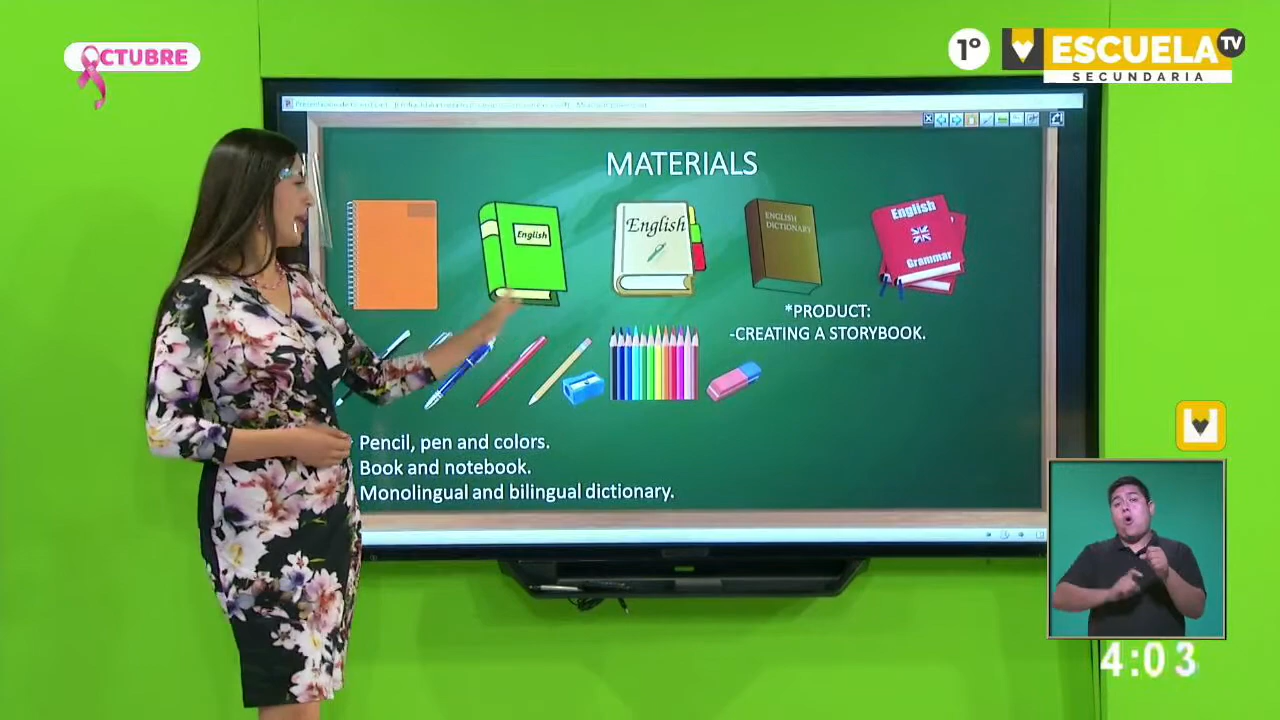 OCTUBRE
1º
ESCUELA TV
SECUNDARIA
MATERIALS
English
English
ENGLISH
DICTIONARY
English
Grammar
*PRODUCT:
-CREATING A STORYBOOK.
Pencil, pen and colors.
Book and notebook.
Monolingual and bilingual dictionary.
4:03